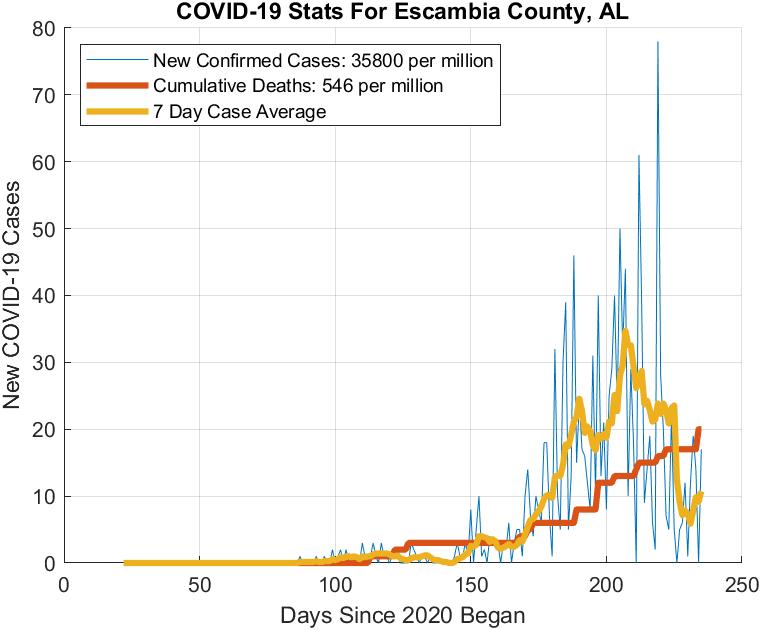 COVID-19 Stats For Escambia County, AL
New Confirmed Cases: 35800 per million
Cumulative Deaths: 546 per million
7 Day Case Average
New COVID-19 Cases
80
70
60
50
40
30
20
10
0
0 50 100 150 200 250
Days Since 2020 Began